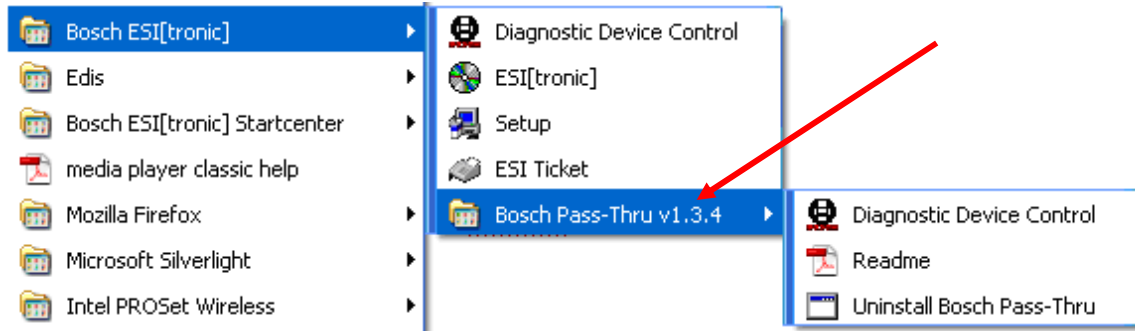 Bosch ESI[tronic]
Edis
Bosch ESI[tronic] Startcenter
media player classic help
Mozilla Firefox
Microsoft Silverlight
Intel PROSet Wireless
Diagnostic Device Control
ESI[tronic]
Setup
ESI Ticket
Bosch Pass-Thru v1.3.4
Diagnostic Device Control
Readme
Uninstall Bosch Pass-Thru